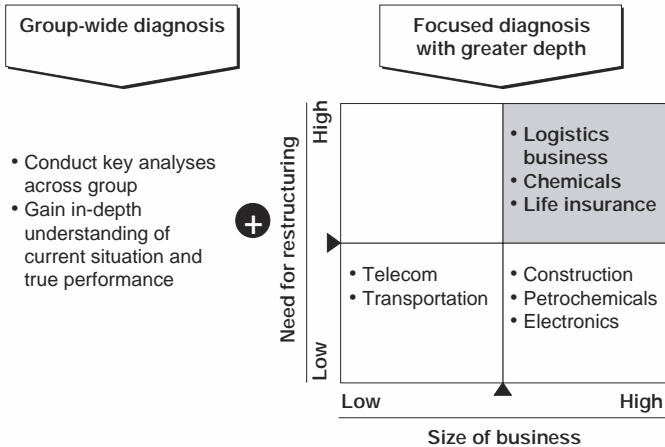 Group-wide diagnosis
• Conduct key analyses
across group
• Gain in-depth
understanding of
current situation and
true performance
+
Focused diagnosis
with greater depth
Need for restructuring
High
Low
• Logistics
business
• Chemicals
• Life insurance
• Telecom
• Transportation
• Construction
• Petrochemicals
• Electronics
Low
High
Size of business